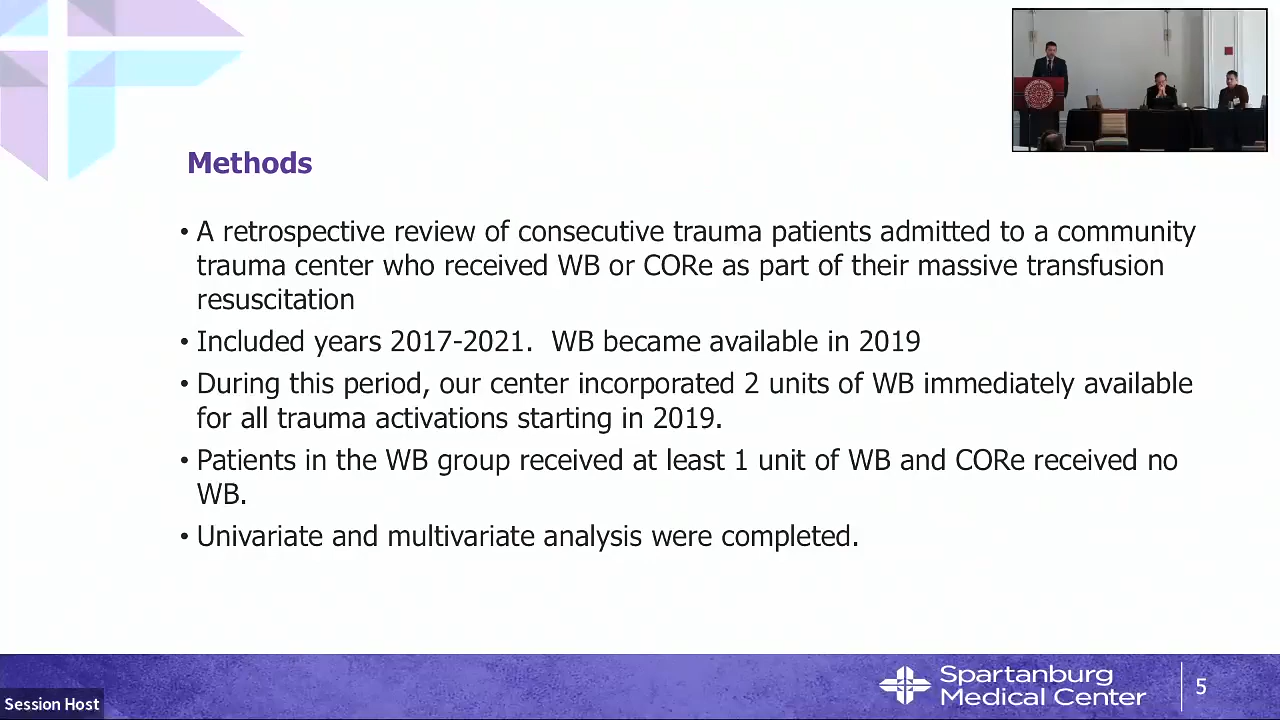 Methods
• A retrospective review of consecutive trauma patients admitted to a community
trauma center who received WB or CORe as part of their massive transfusion
resuscitation
• Included years 2017-2021.  WB became available in 2019
• During this period, our center incorporated 2 units of WB immediately available
for all trauma activations starting in 2019.
• Patients in the WB group received at least 1 unit of WB and CORe received no
WB.
• Univariate and multivariate analysis were completed.
Spartanburg
Medical Center
5
Session Host